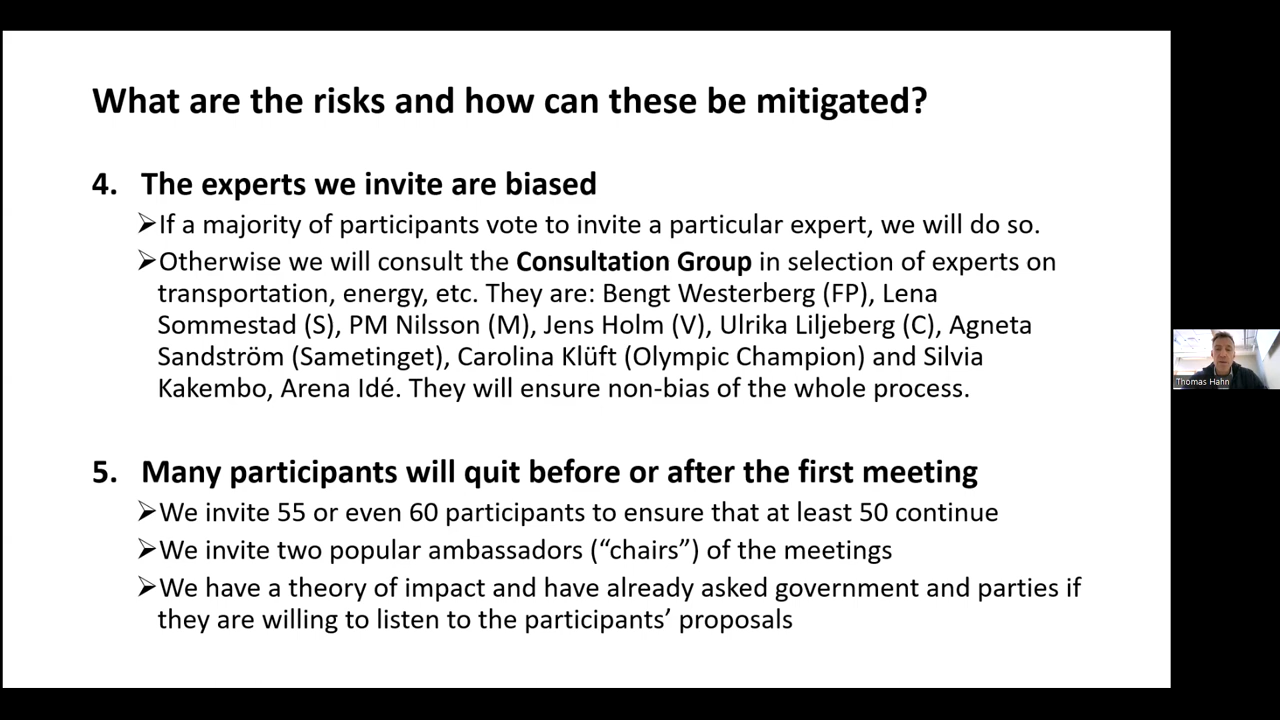 What are the risks and how can these be mitigated?
4. The experts we invite are biased
➢If a majority of participants vote to invite a particular expert, we will do so.
➢Otherwise we will consult the Consultation Group in selection of experts on
transportation, energy, etc. They are: Bengt Westerberg (FP), Lena
Sommestad (S), PM Nilsson (M), Jens Holm (V), Ulrika Liljeberg (C), Agneta
Sandström (Sametinget), Carolina Klüft (Olympic Champion) and Silvia
Kakembo, Arena Idé. They will ensure non-bias of the whole process.
5. Many participants will quit before or after the first meeting
➢We invite 55 or even 60 participants to ensure that at least 50 continue
➢We invite two popular ambassadors (“chairs”) of the meetings
➢We have a theory of impact and have already asked government and parties if
they are willing to listen to the participants’ proposals
Thomas Hahn